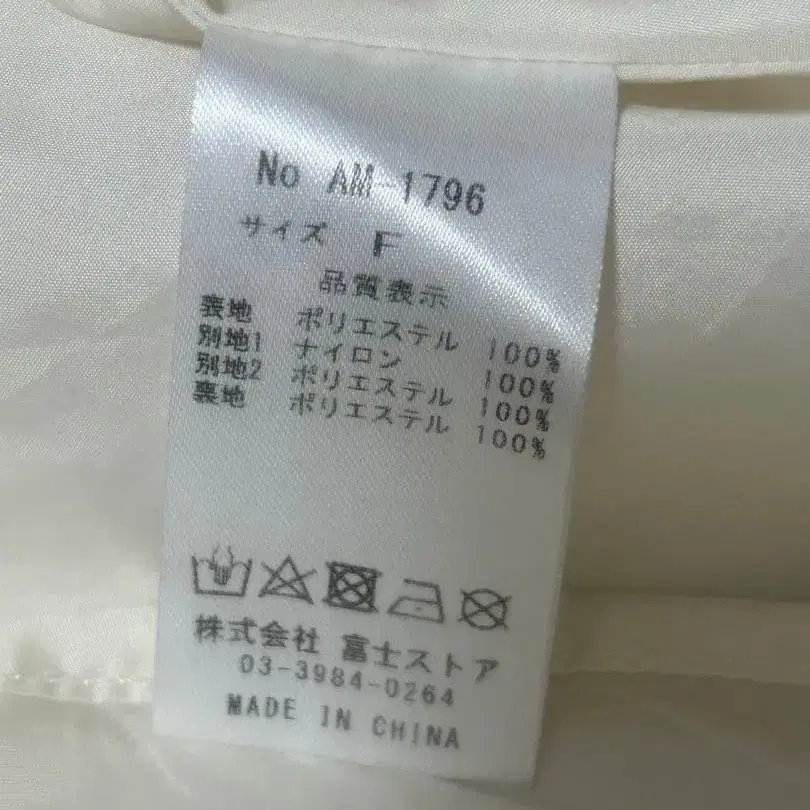 No AM-1796
サイズ F
品質表示
表地 ポリエステル 100%
別地1 ナイロン 100%
別地2 ポリエステル 100%
裏地 ポリエステル 100%
株式会社 富士ストア
03-3984-0264
MADE IN CHINA